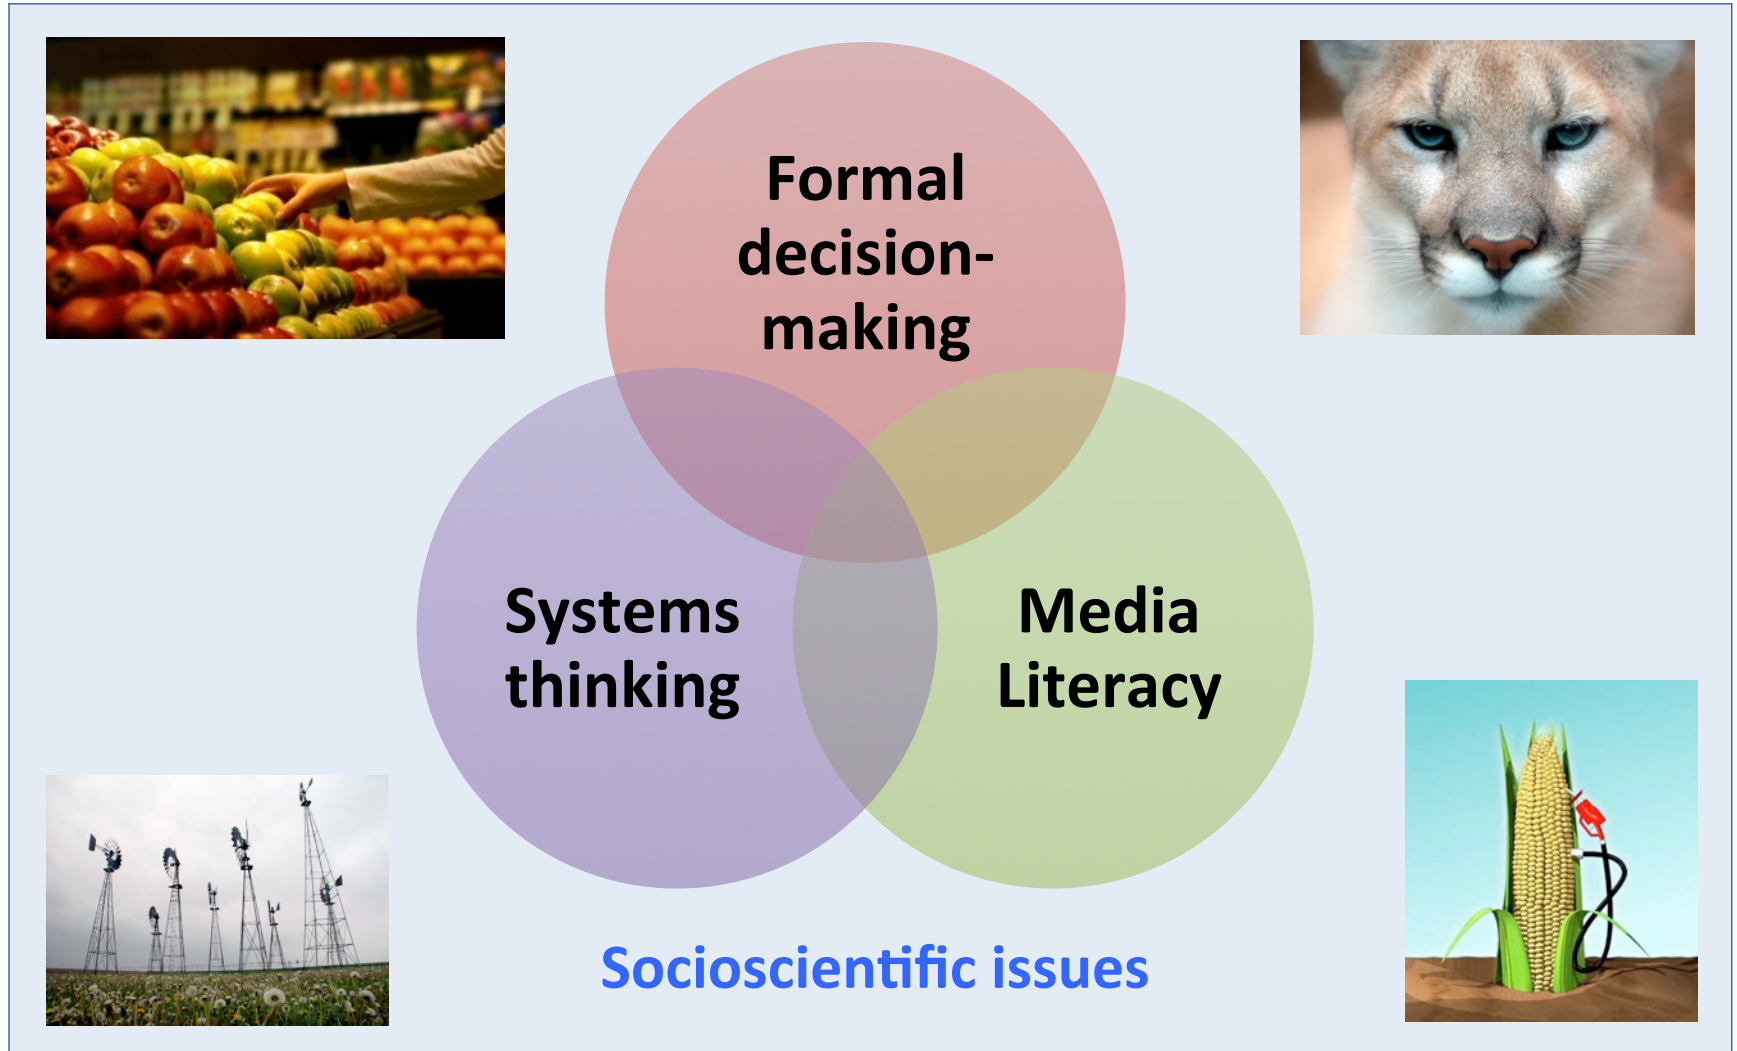 Formal
decision-
making
Systems
thinking
Media
Literacy
Socioscientific issues